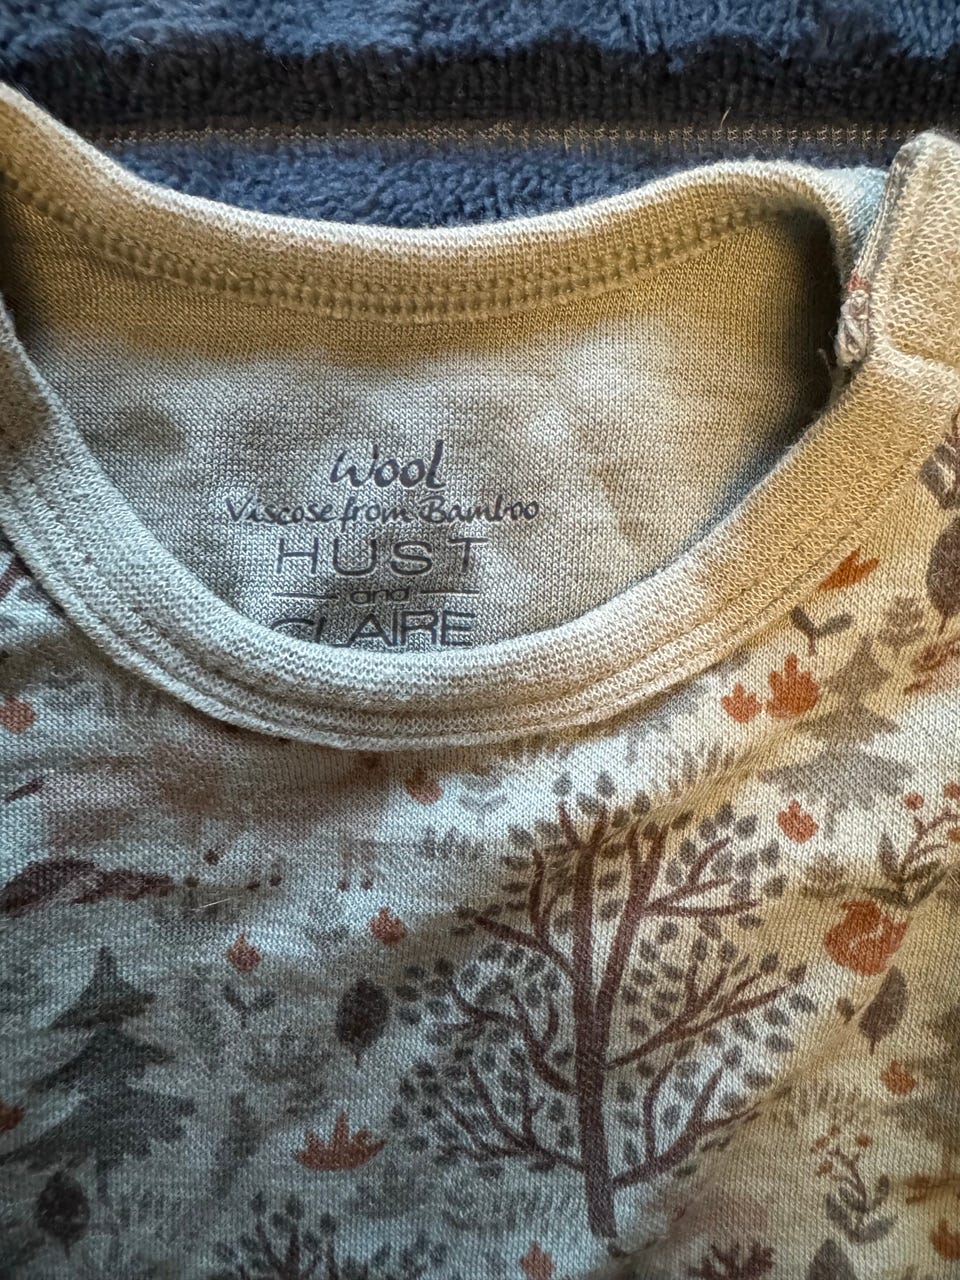 Wool
Viscose from Bamboo
HUST
and
CLAIRE